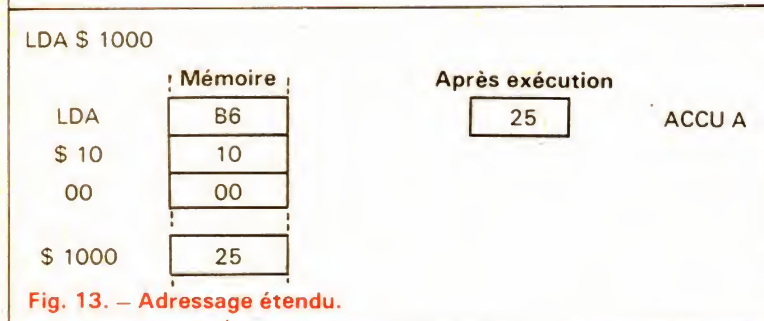 LDA $ 1000
Mémoire
Après exécution
LDA B6 25 ACCU A
$ 10 10
00 00
$ 1000 25
Fig. 13. — Adressage étendu.